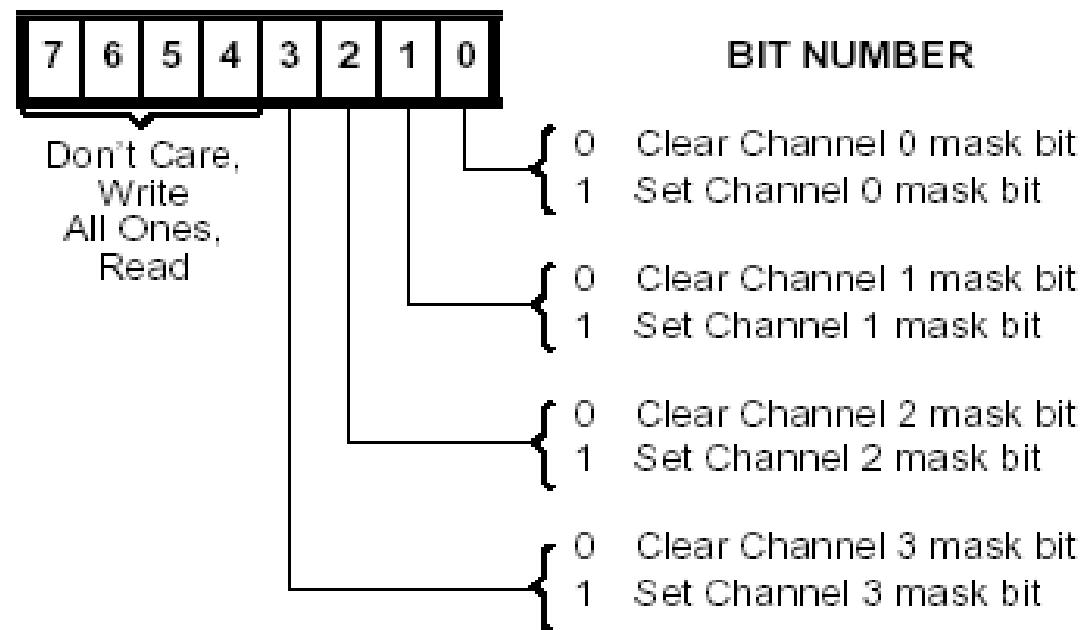 7 6 5 4 3 2 1 0
BIT NUMBER
Don't Care,
Write
All Ones,
Read
0 Clear Channel 0 mask bit
1 Set Channel 0 mask bit
0 Clear Channel 1 mask bit
1 Set Channel 1 mask bit
0 Clear Channel 2 mask bit
1 Set Channel 2 mask bit
0 Clear Channel 3 mask bit
1 Set Channel 3 mask bit